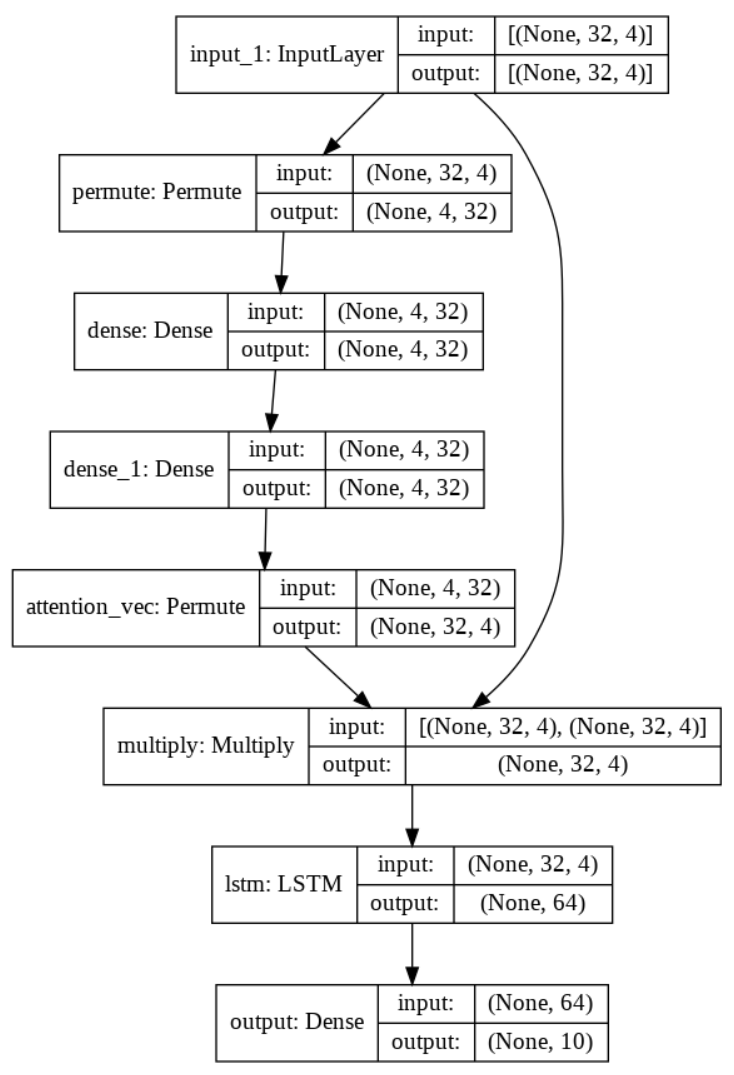 input_1: InputLayer
input: [(None, 32, 4)]
output: [(None, 32, 4)]
permute: Permute
input: (None, 32, 4)
output: (None, 4, 32)
dense: Dense
input: (None, 4, 32)
output: (None, 4, 32)
dense_1: Dense
input: (None, 4, 32)
output: (None, 4, 32)
attention_vec: Permute
input: (None, 4, 32)
output: (None, 32, 4)
multiply: Multiply
input: [(None, 32, 4), (None, 32, 4)]
output: (None, 32, 4)
lstm: LSTM
input: (None, 32, 4)
output: (None, 64)
output: Dense
input: (None, 64)
output: (None, 10)